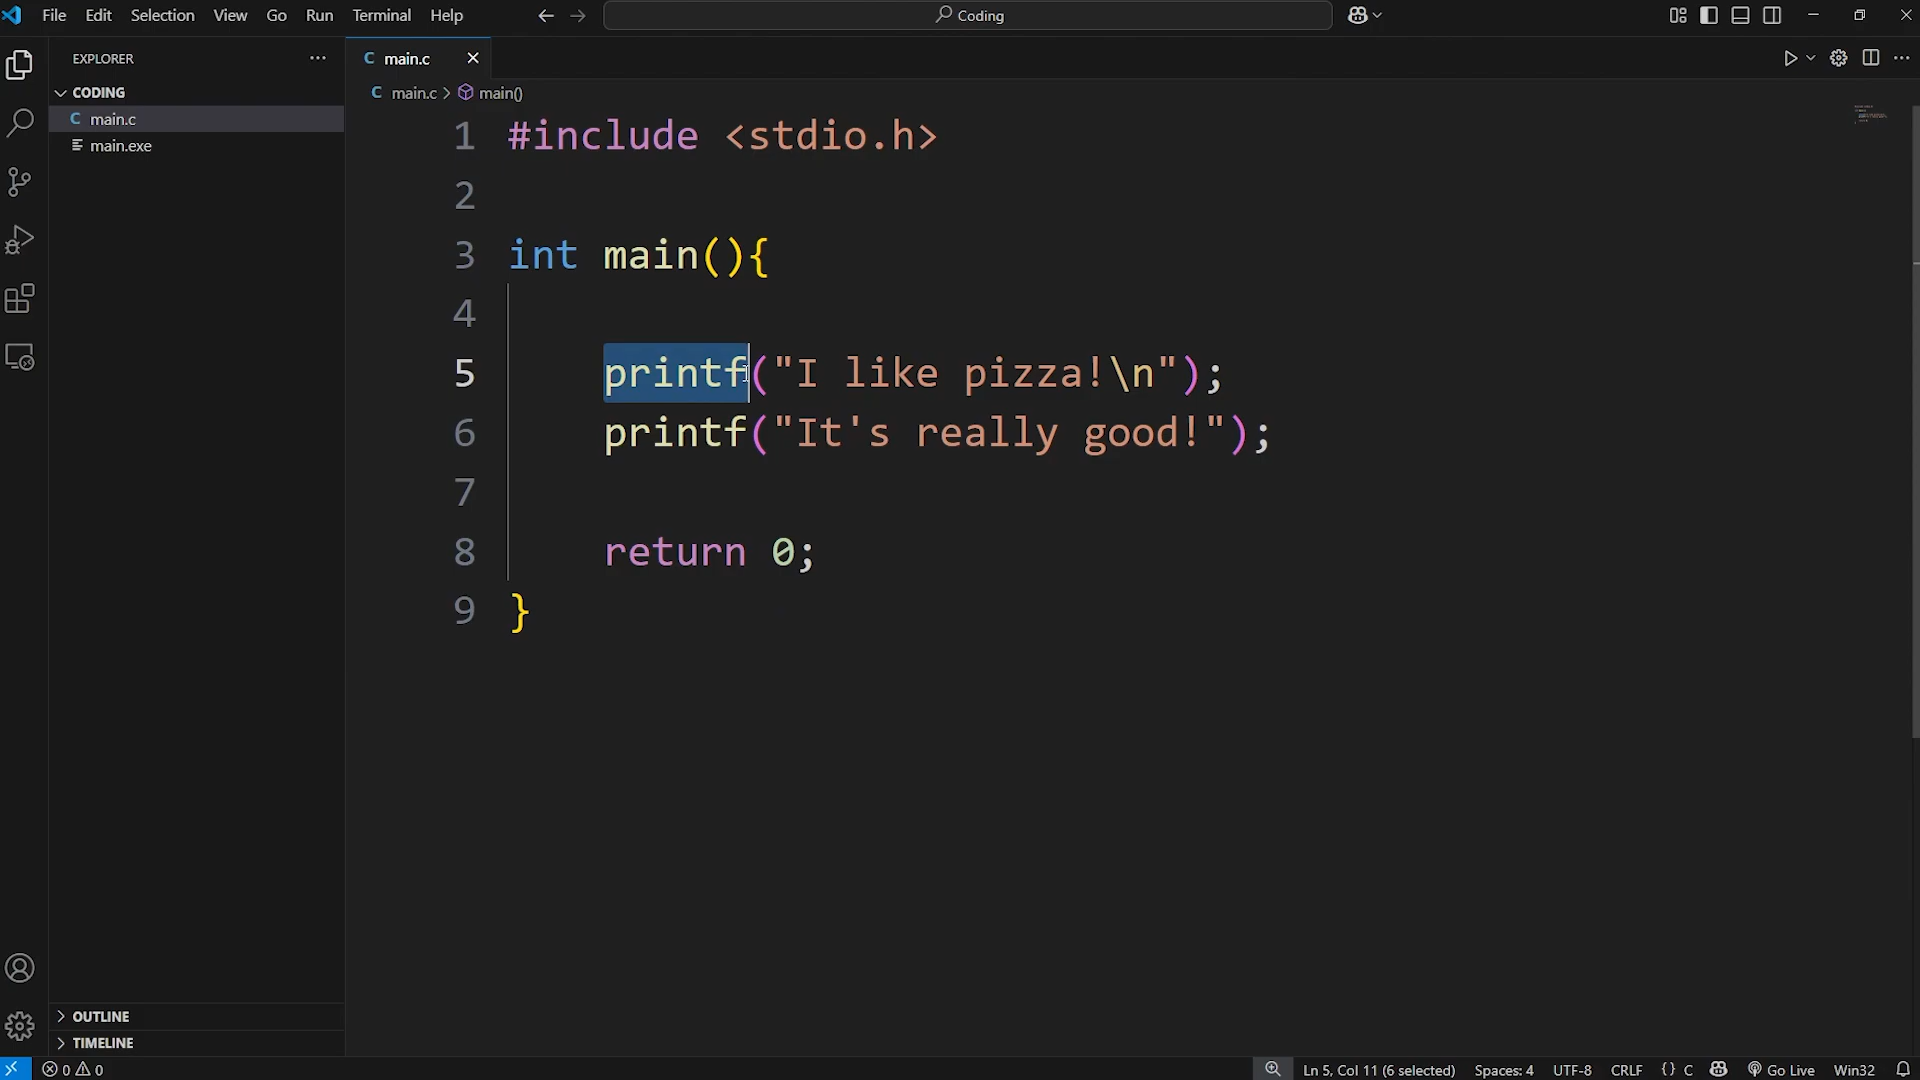 File Edit Selection View Go Run Terminal Help
Coding
EXPLORER
CODING
C main.c
main.exe
OUTLINE
TIMELINE
C main.c
C main.c > main()
1 #include <stdio.h>
2
3 int main(){
4
5 printf("I like pizza!\n");
6 printf("It's really good!");
7
8 return 0;
9 }
0 0
Ln 5, Col 11 (6 selected) Spaces: 4 UTF-8 CRLF {} C Go Live Win32